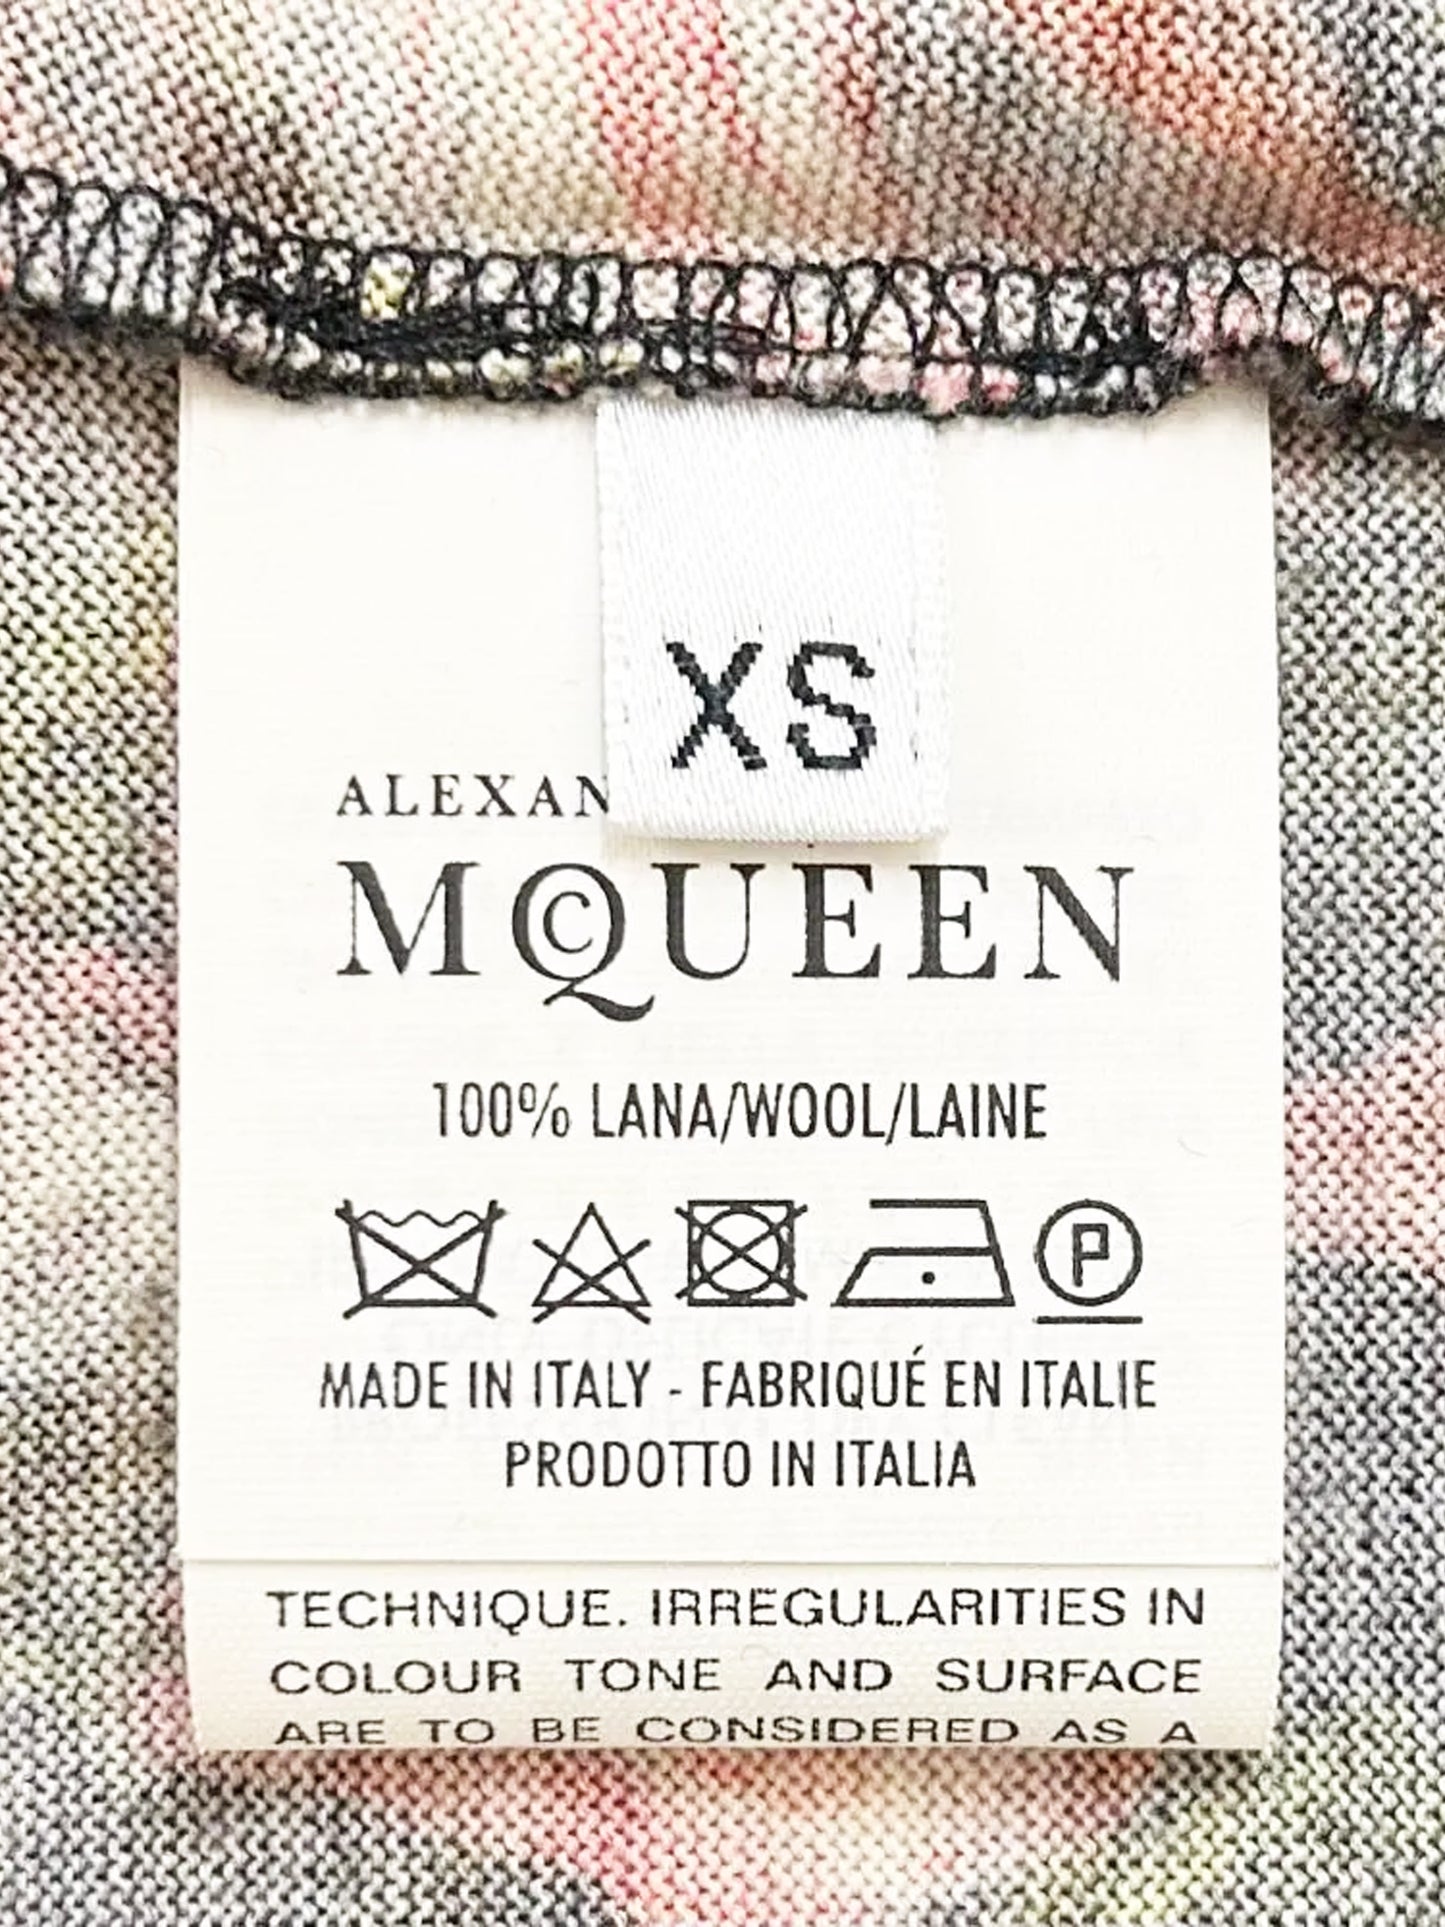 XS
ALEXAN
McQUEEN
100% LANA/WOOL/LAINE
P
MADE IN ITALY - FABRIQUÉ EN ITALIE
PRODOTTO IN ITALIA
TECHNIQUE. IRREGULARITIES IN
COLOUR TONE AND SURFACE
ARE TO BE CONSIDERED AS A